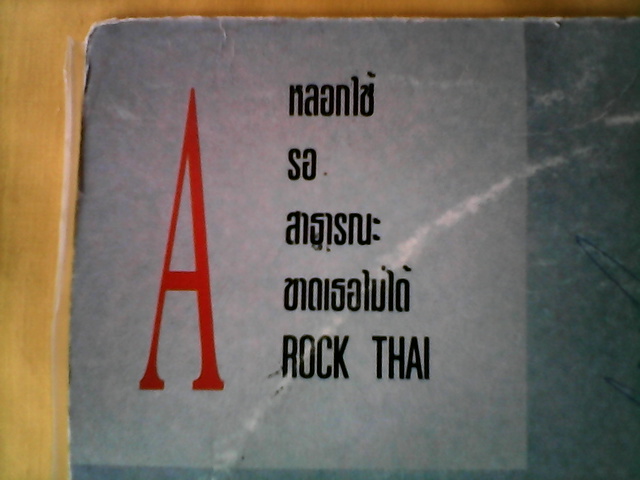 A
หลอกใช้
รอ
สาธารณะ
ขาดเธอไม่ได้
ROCK THAI